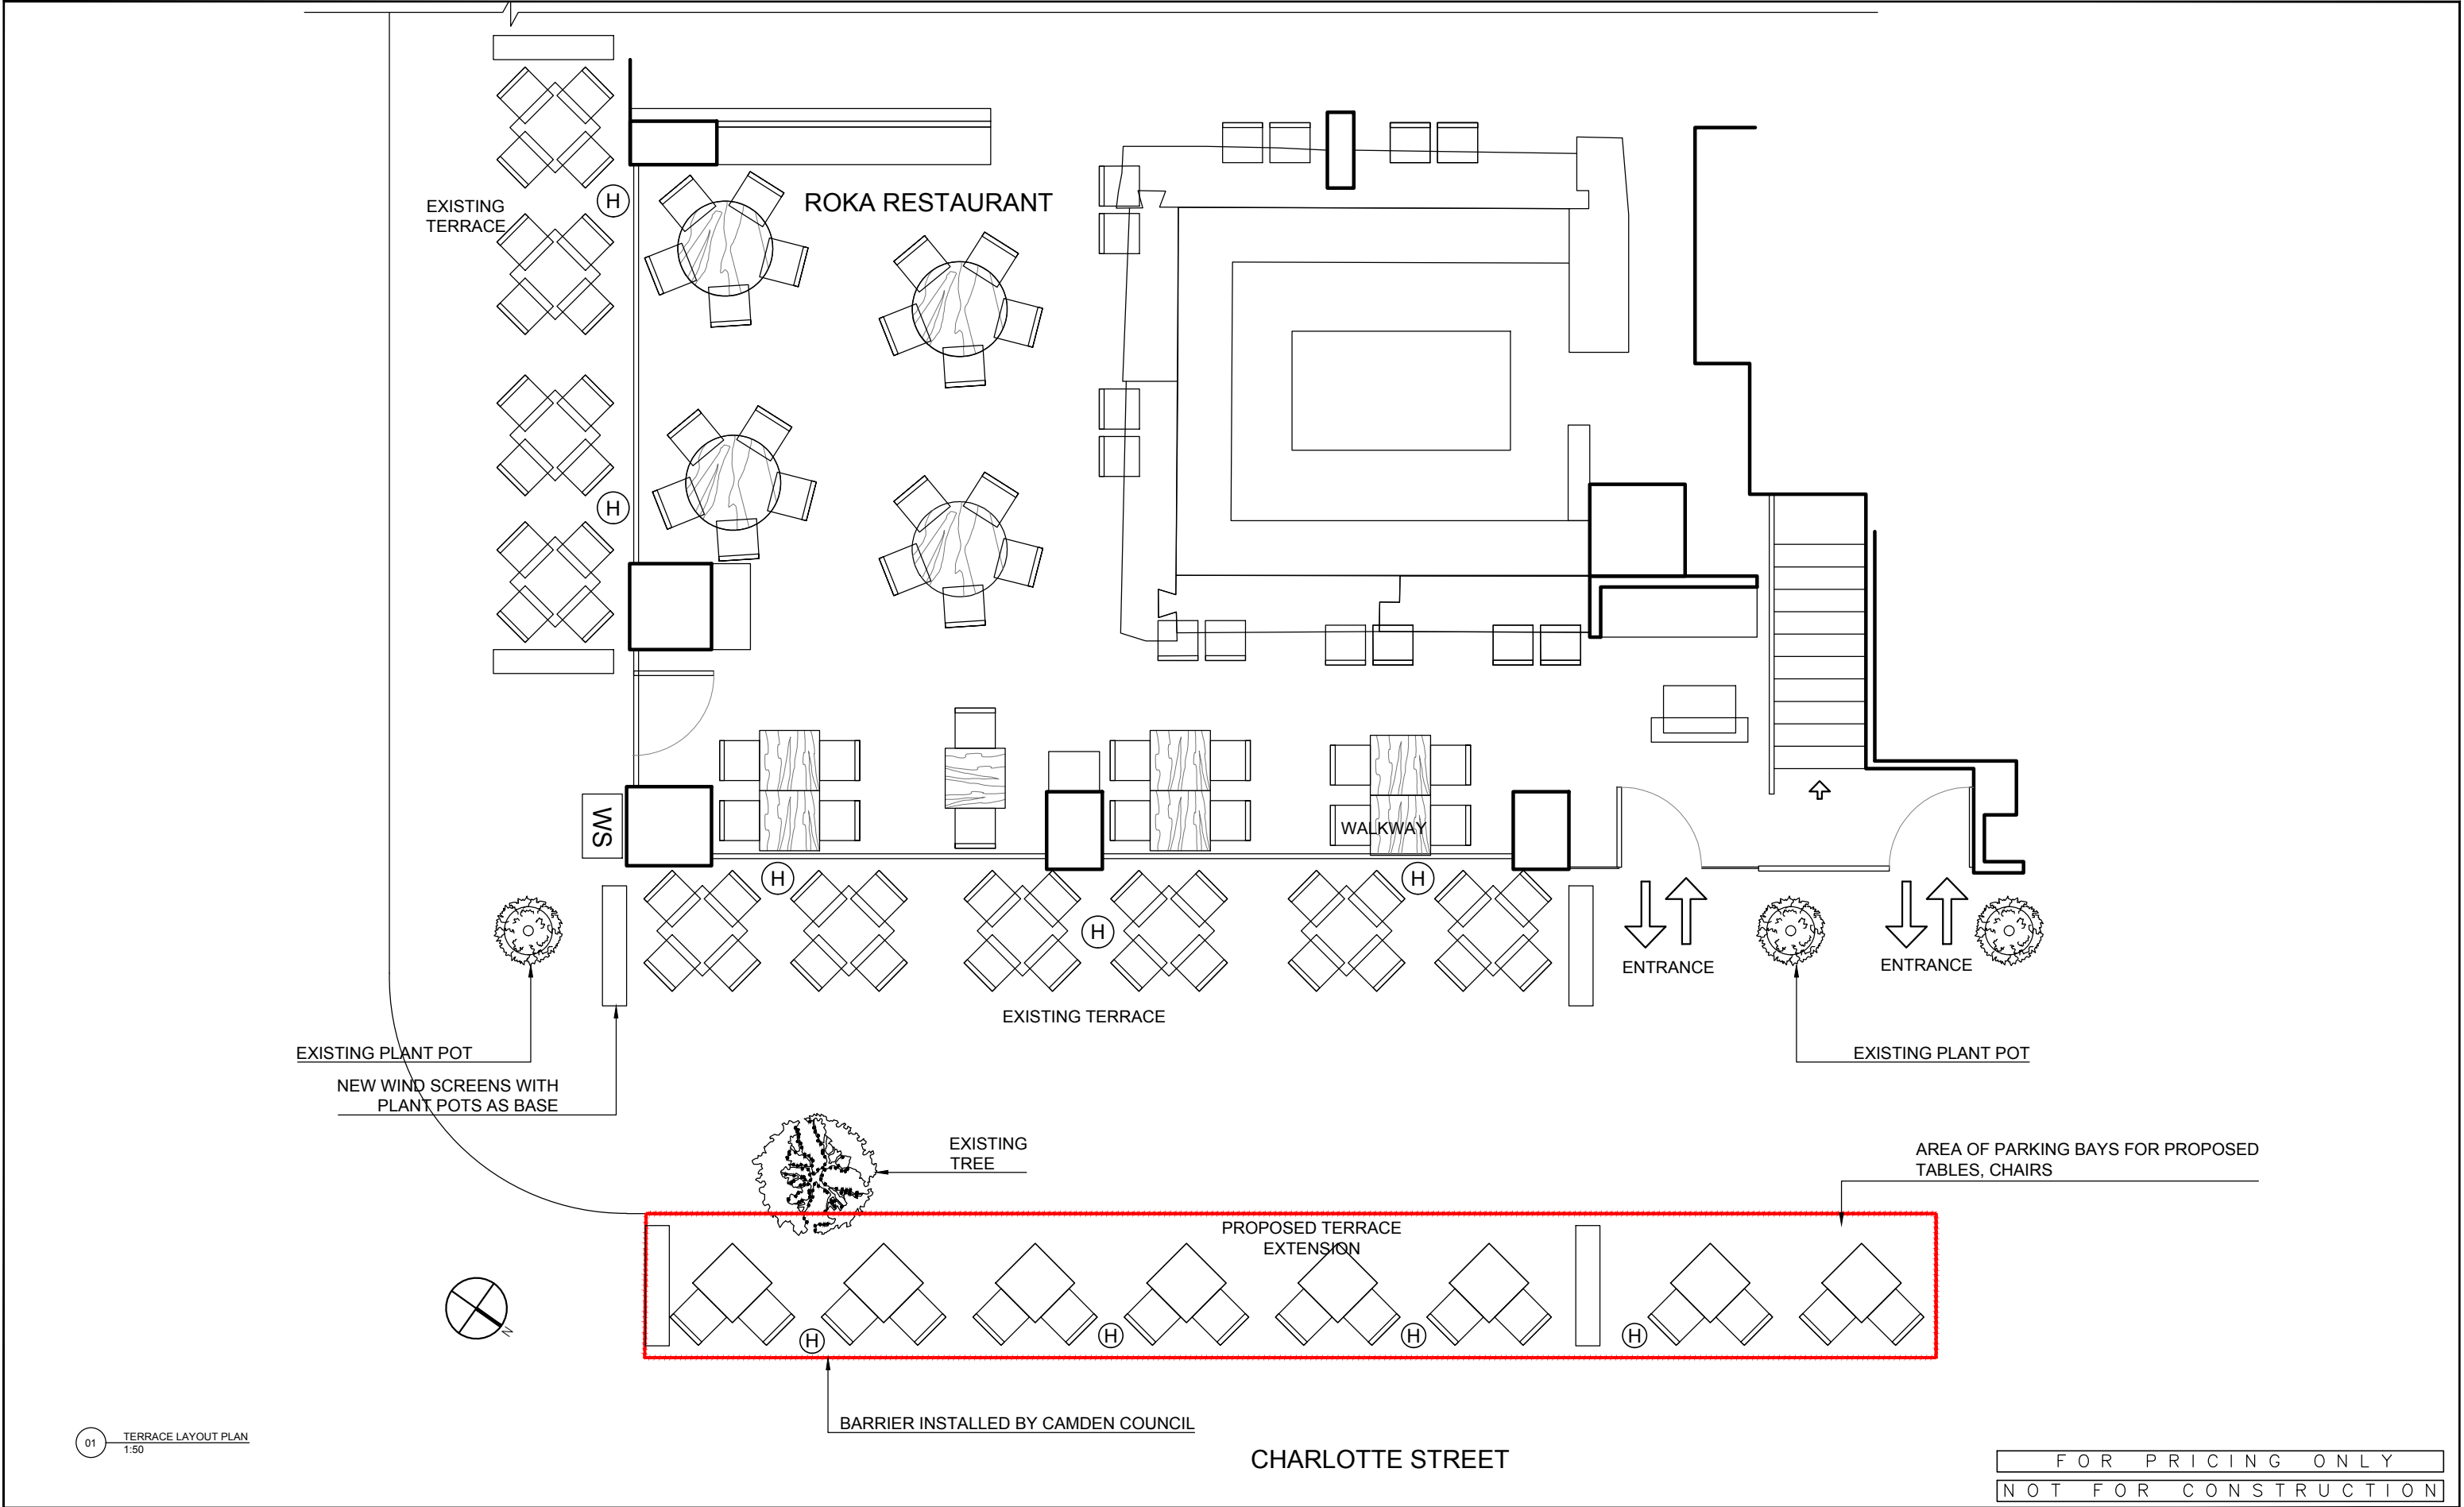 ROKA RESTAURANT
EXISTING
TERRACE
H
H
WS
WALKWAY
H
H
H
ENTRANCE
ENTRANCE
EXISTING TERRACE
EXISTING PLANT POT
EXISTING PLANT POT
NEW WIND SCREENS WITH
PLANT POTS AS BASE
EXISTING
TREE
AREA OF PARKING BAYS FOR PROPOSED
TABLES, CHAIRS
PROPOSED TERRACE
EXTENSION
N
H
H
H
H
BARRIER INSTALLED BY CAMDEN COUNCIL
01
TERRACE LAYOUT PLAN
1:50
CHARLOTTE STREET
FOR PRICING ONLY
NOT FOR CONSTRUCTION